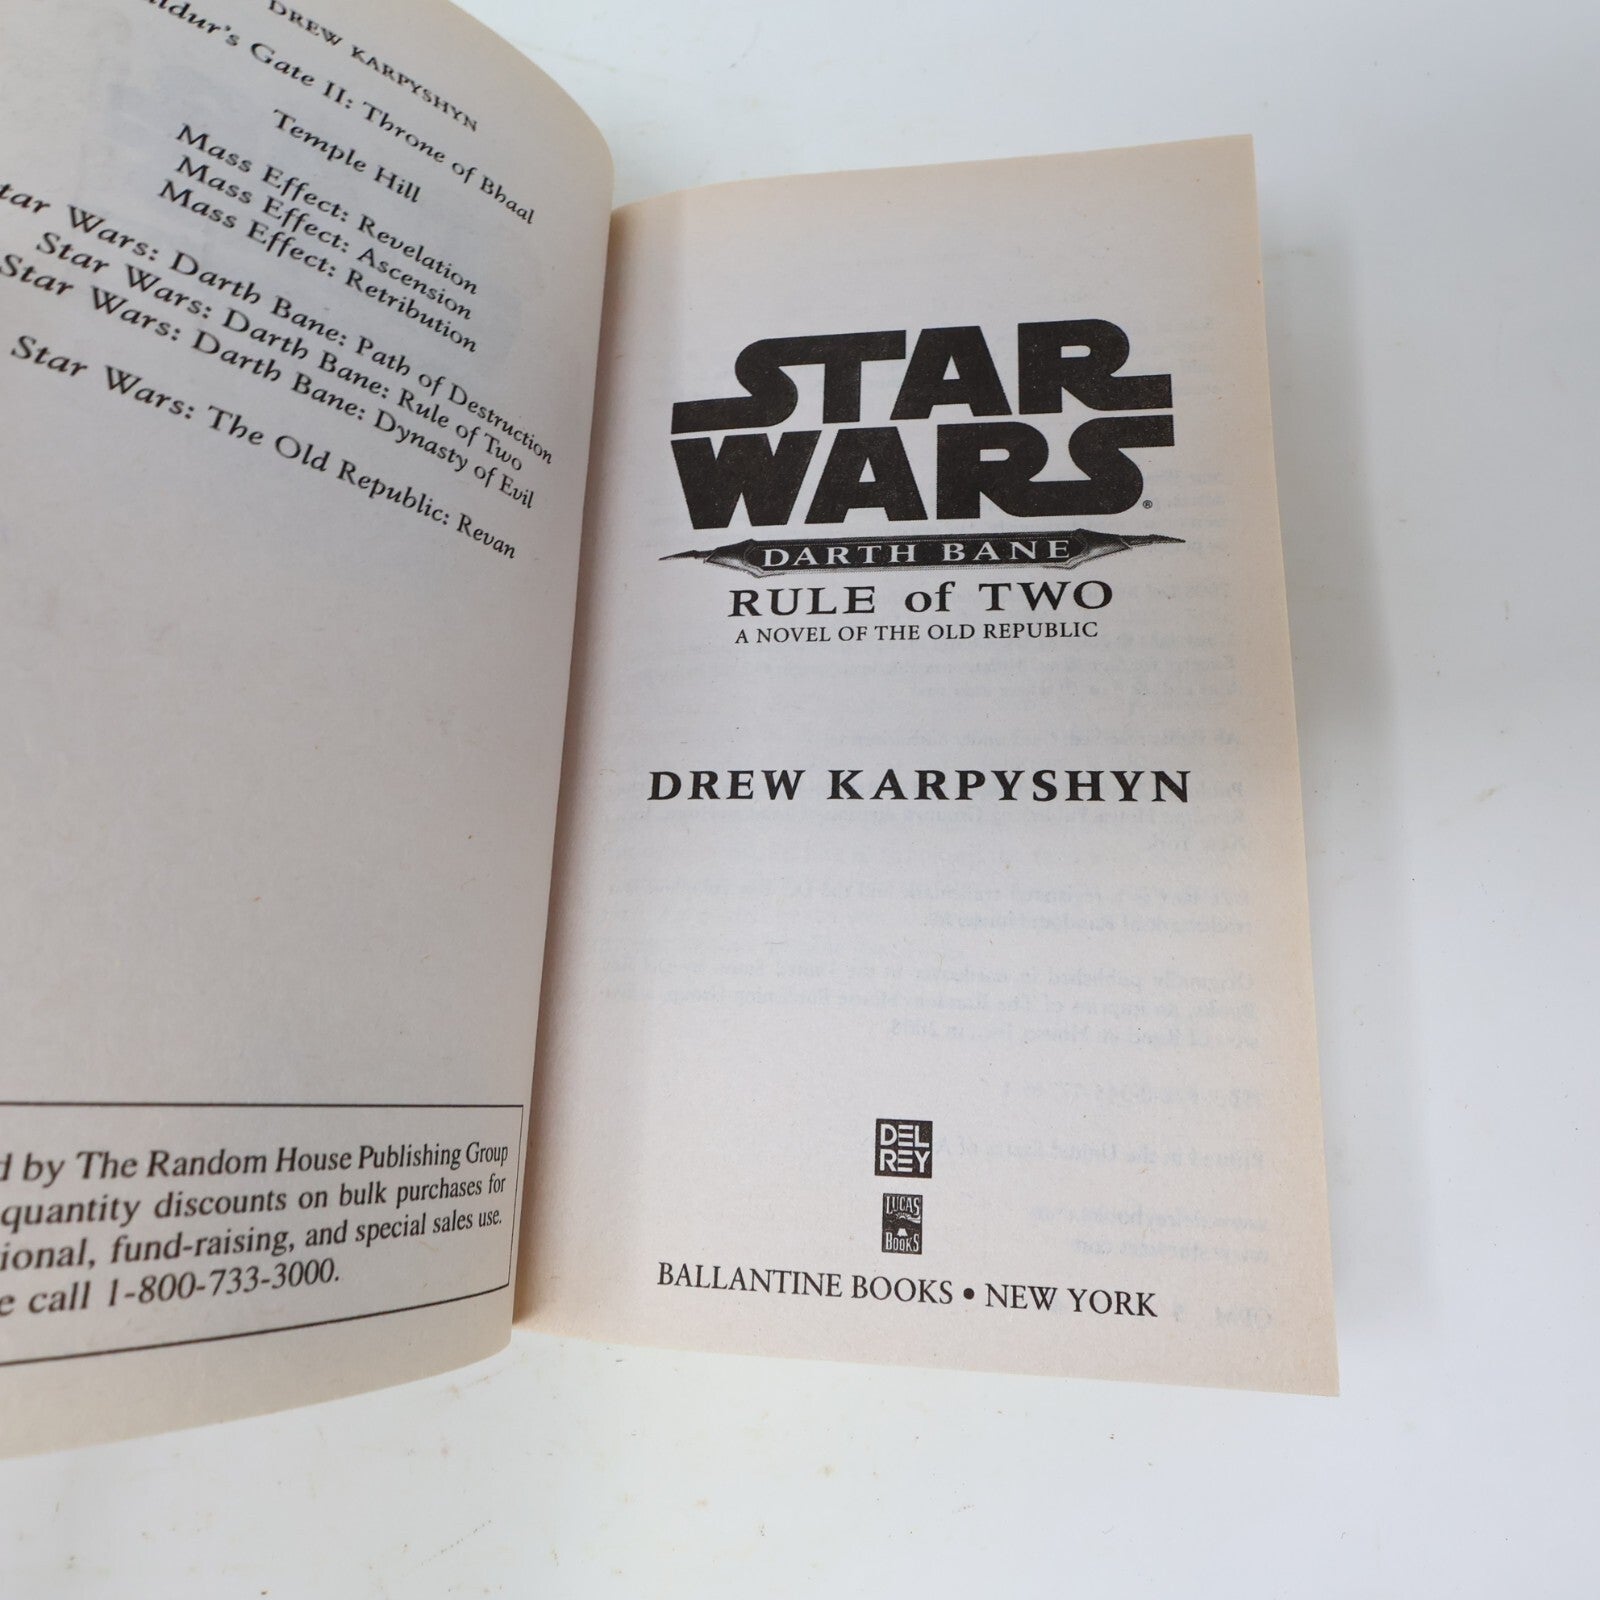 DREW KARPYSHYN
Gate II: Throne of Bhaal
Temple Hill
Mass Effect: Revelation
Mass Effect: Ascension
Mass Effect: Retribution
Wars: Darth Bane: Path of Destruction
Star Wars: Darth Bane: Rule of Two
Star Wars: Darth Bane: Dynasty of Evil
Star Wars: The Old Republic: Revan
by The Random House Publishing Group
quantity discounts on bulk purchases for
fund-raising, and special sales use.
call 1-800-733-3000.
STAR
WARS®
DARTH BANE
RULE of TWO
A NOVEL OF THE OLD REPUBLIC
DREW KARPYSHYN
DEL
REY
LUCAS
BOOKS
BALLANTINE BOOKS • NEW YORK